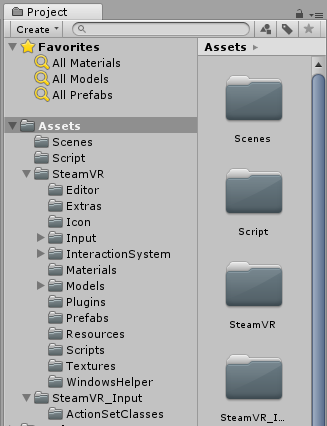 Project
Create
Favorites
All Materials
All Models
All Prefabs
Assets
Scenes
Script
SteamVR
Editor
Extras
Icon
Input
InteractionSystem
Materials
Models
Plugins
Prefabs
Resources
Scripts
Textures
WindowsHelper
SteamVR_Input
ActionSetClasses
Assets
Scenes
Script
SteamVR
SteamVR_I...